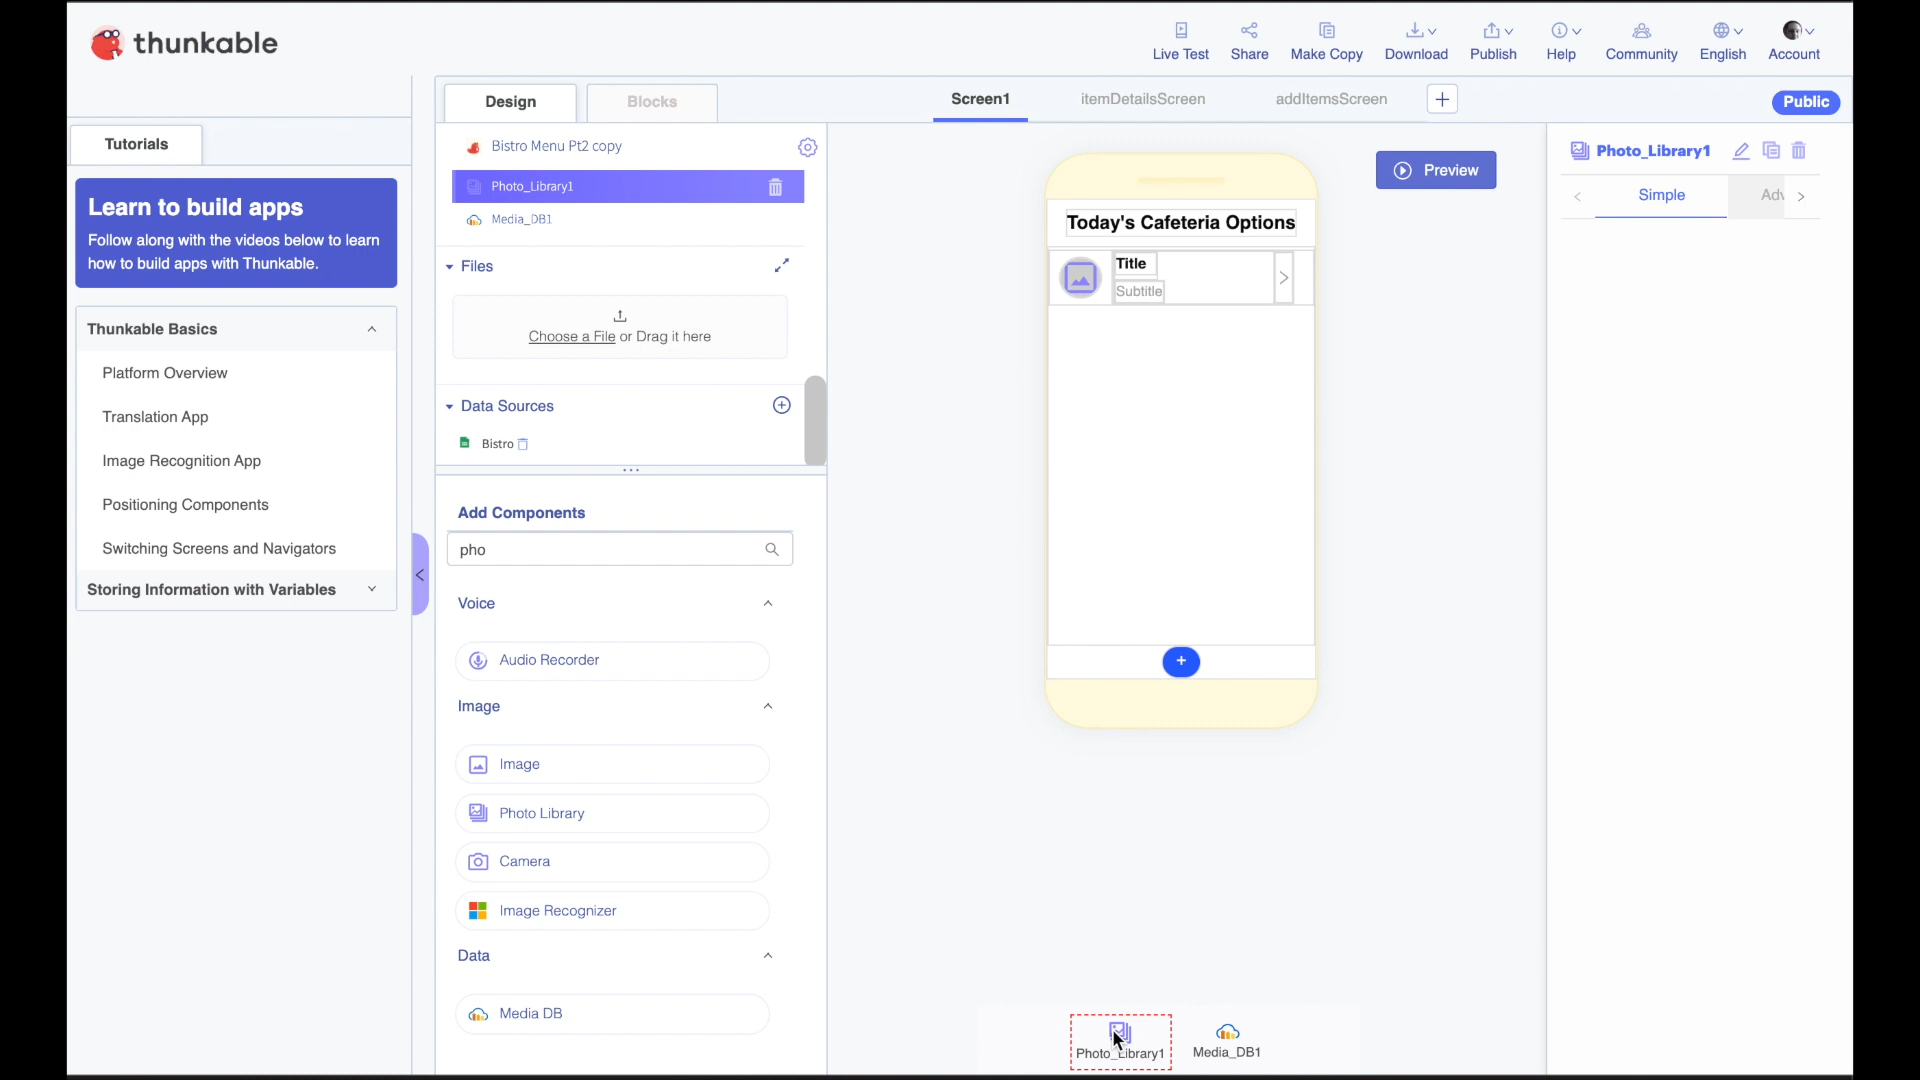 thunkable
Live Test
Share
Make Copy
Download
Publish
Help
Community
English
Account
Design
Blocks
Screen1
itemDetailsScreen
addItemsScreen
Public
Tutorials
Learn to build apps
Follow along with the videos below to learn
how to build apps with Thunkable.
Thunkable Basics
Platform Overview
Translation App
Image Recognition App
Positioning Components
Switching Screens and Navigators
Storing Information with Variables
Bistro Menu Pt2 copy
Photo_Library1
Media_DB1
Files
Choose a File or Drag it here
Data Sources
Bistro
Add Components
pho
Voice
Audio Recorder
Image
Image
Photo Library
Camera
Image Recognizer
Data
Media DB
Preview
Today's Cafeteria Options
Title
Subtitle
+
Photo_Library1
Media_DB1
Photo_Library1
Simple
Adv